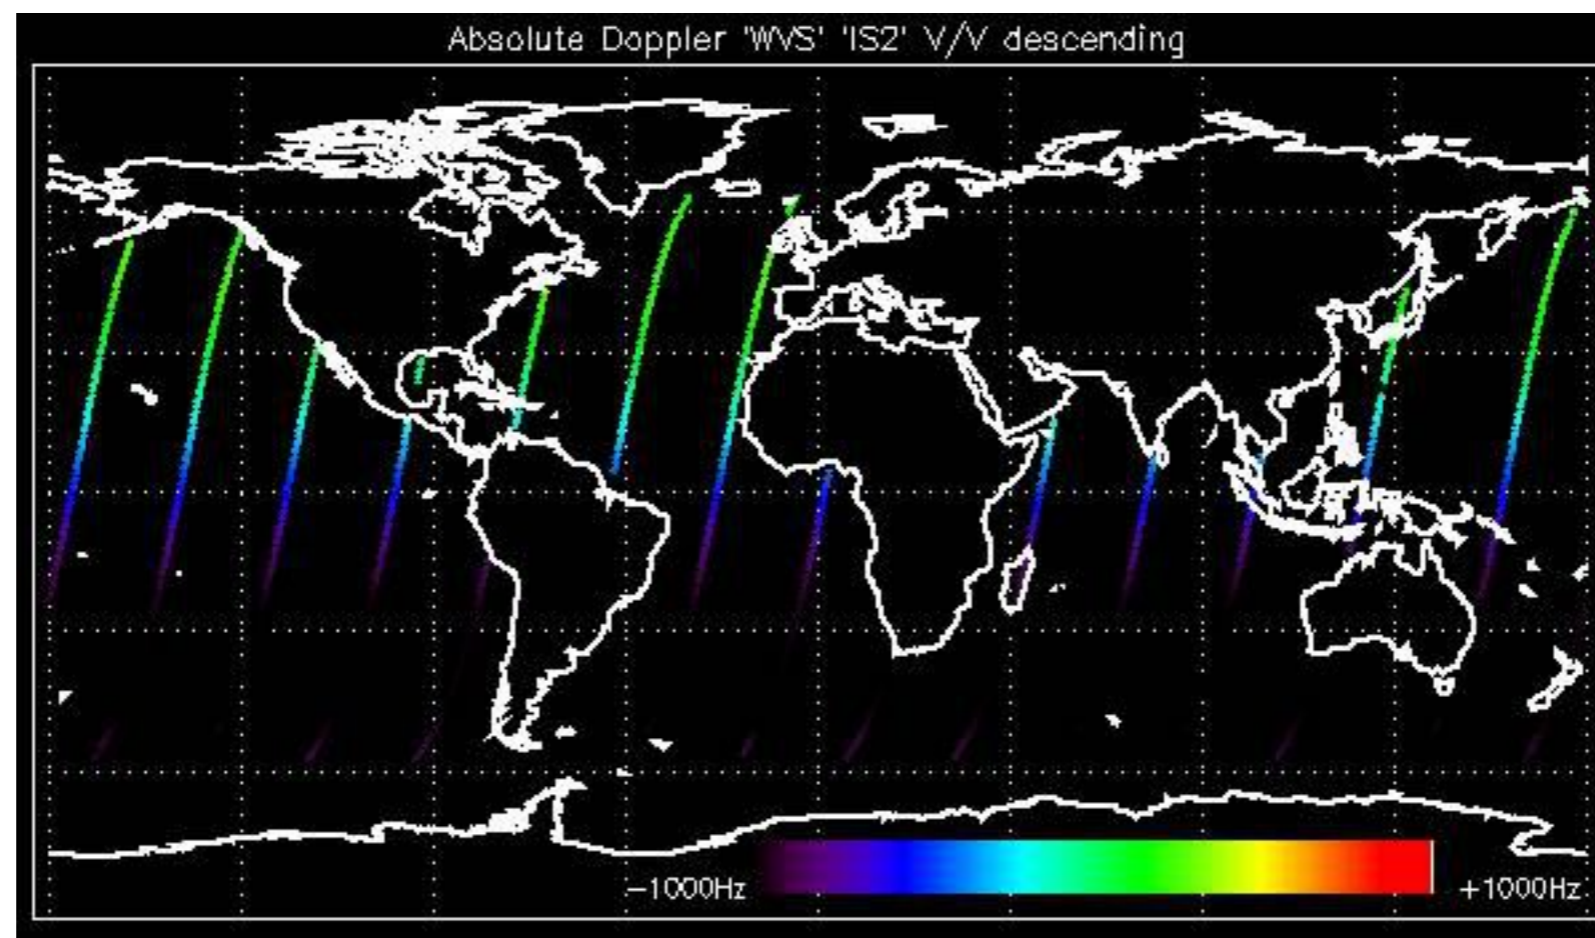 Absolute Doppler 'WVS' 'IS2' V/V descending
−1000Hz +1000Hz